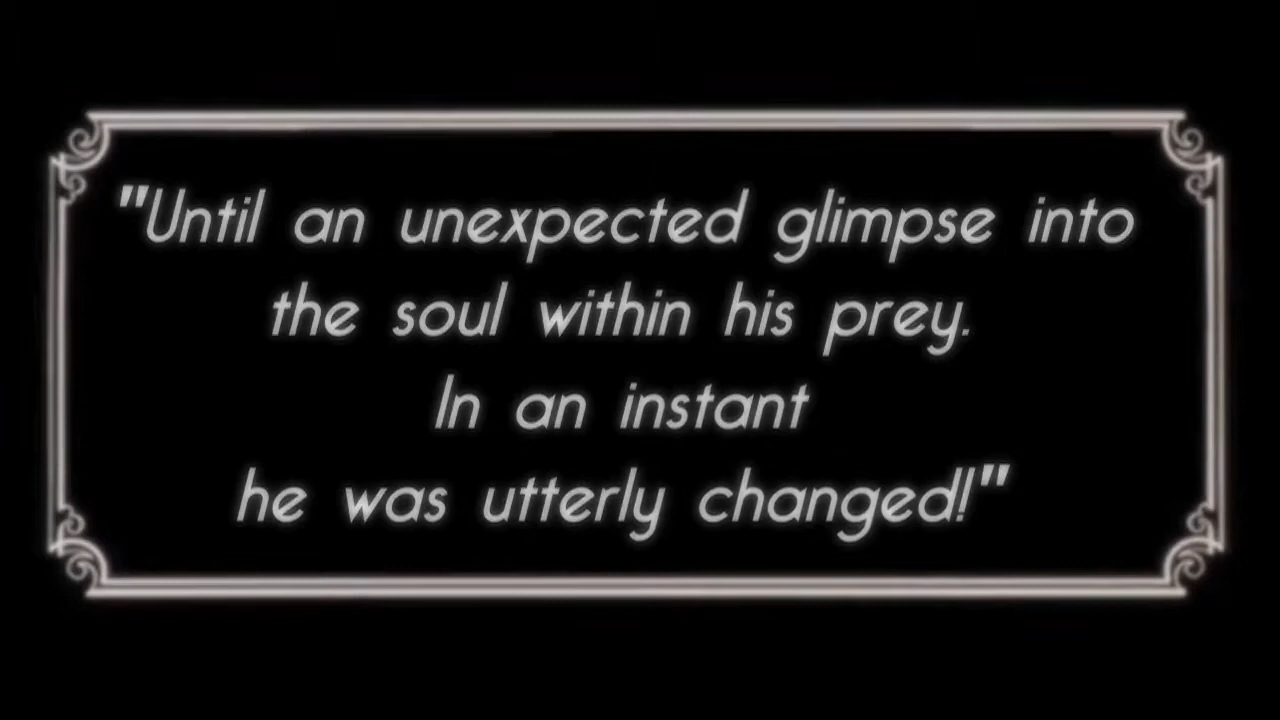 "Until an unexpected glimpse into
the soul within his prey.
In an instant
he was utterly changed!"